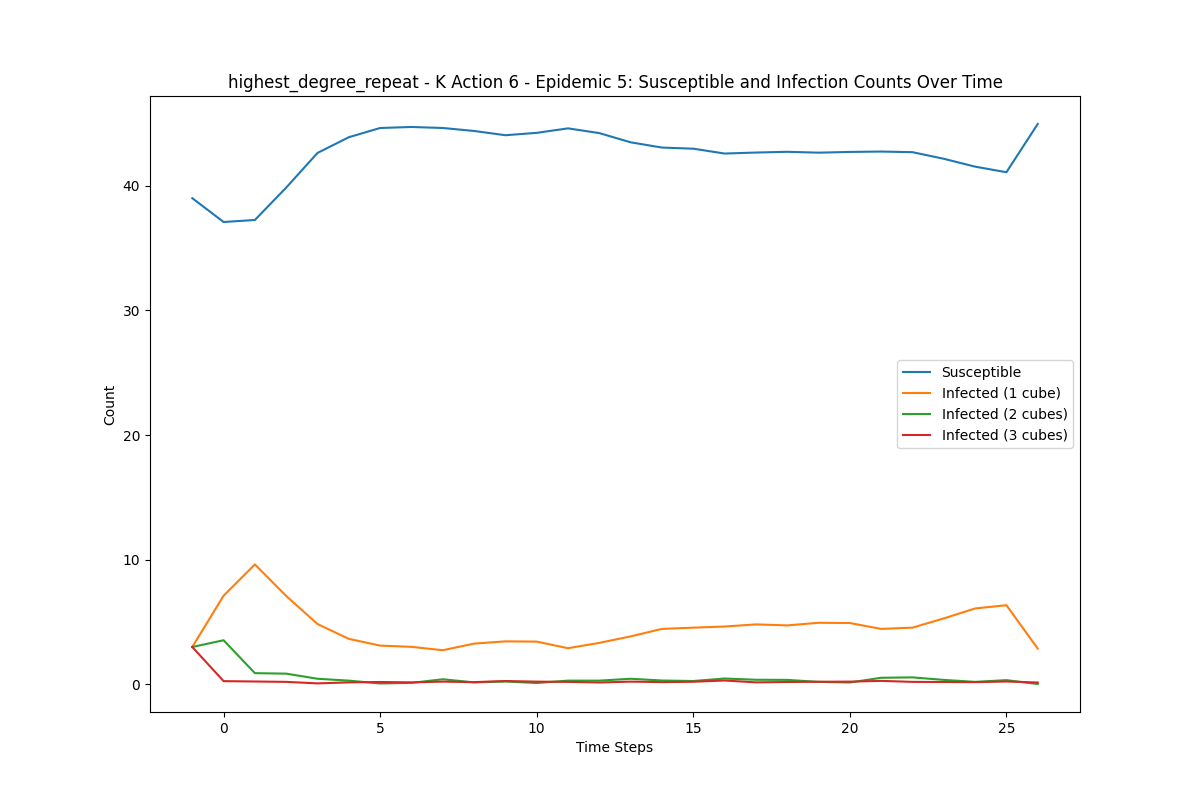 highest_degree_repeat - K Action 6 - Epidemic 5: Susceptible and Infection Counts Over Time
Count
40
30
20
10
0
Susceptible
Infected (1 cube)
Infected (2 cubes)
Infected (3 cubes)
0 5 10 15 20 25
Time Steps